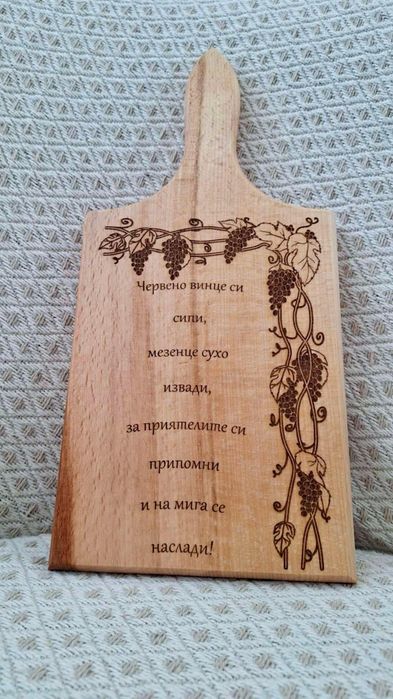 Червено винце си
сипи,
мезенце сухо
извади,
за приятелите си
припомни
и на мига се
наслади!